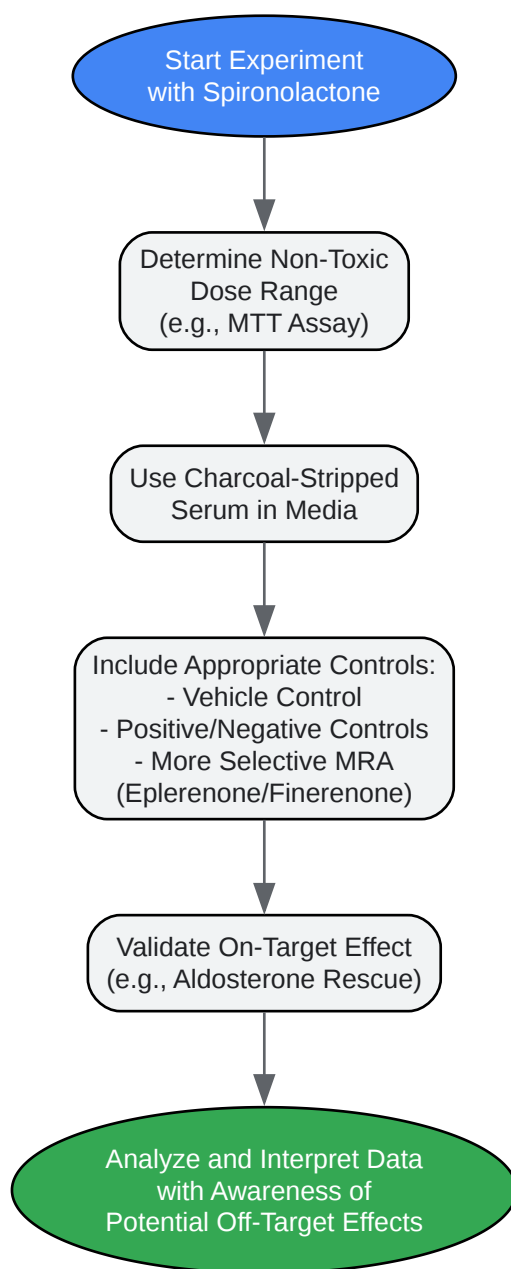 Start Experiment
with Spironolactone
Determine Non-Toxic
Dose Range
(e.g., MTT Assay)
Use Charcoal-Stripped
Serum in Media
Include Appropriate Controls:
- Vehicle Control
- Positive/Negative Controls
- More Selective MRA
(Eplerenone/Finerenone)
Validate On-Target Effect
(e.g., Aldosterone Rescue)
Analyze and Interpret Data
with Awareness of
Potential Off-Target Effects